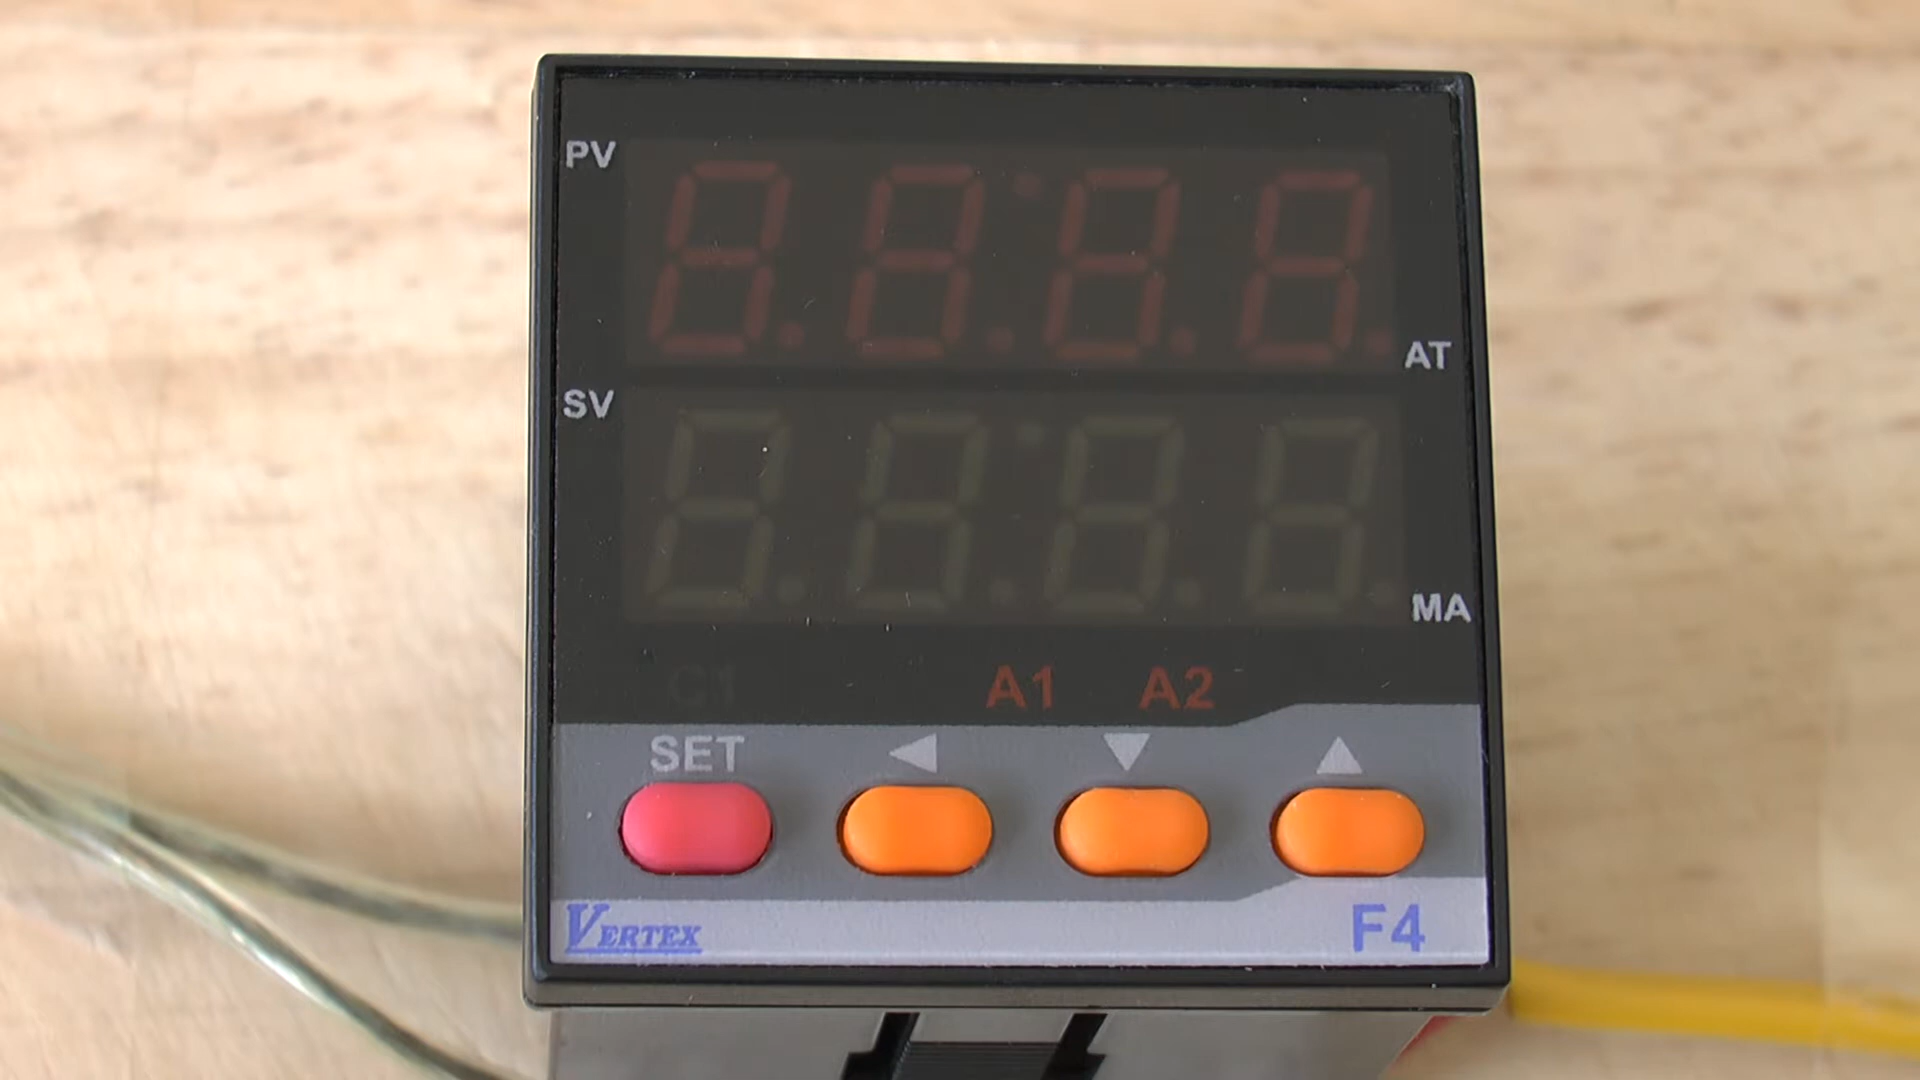 PV
AT
SV
MA
C1 A1 A2
SET ◀ ▼ ▲
VERTEX F4